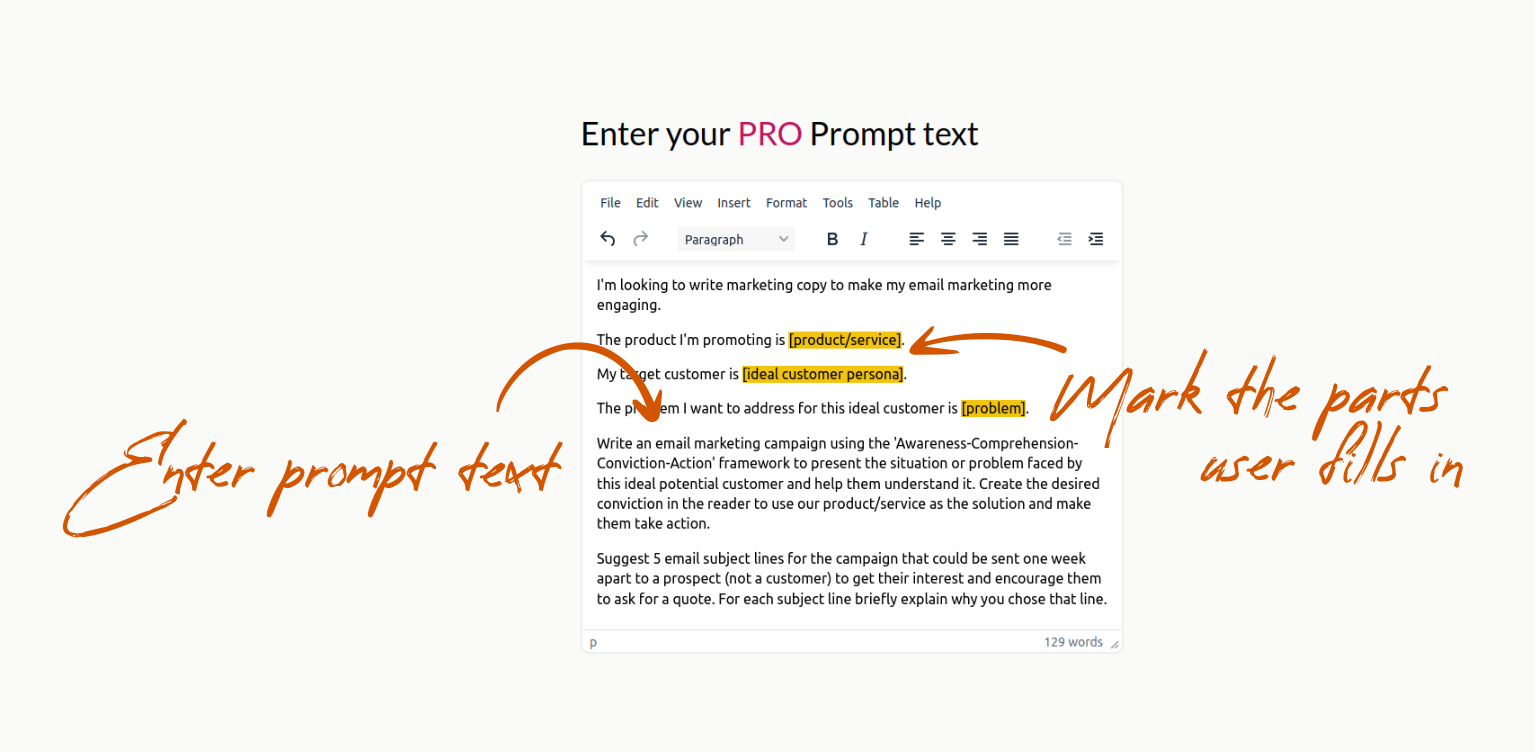 Enter your PRO Prompt text
File Edit View Insert Format Tools Table Help
Paragraph B I
I'm looking to write marketing copy to make my email marketing more
engaging.
The product I'm promoting is [product/service].
My target customer is [ideal customer persona].
The problem I want to address for this ideal customer is [problem].
Write an email marketing campaign using the 'Awareness-Comprehension-
Conviction-Action' framework to present the situation or problem faced by
this ideal potential customer and help them understand it. Create the desired
conviction in the reader to use our product/service as the solution and make
them take action.
Suggest 5 email subject lines for the campaign that could be sent one week
apart to a prospect (not a customer) to get their interest and encourage them
to ask for a quote. For each subject line briefly explain why you chose that line.
p 129 words
Enter prompt text
Mark the parts
user fills in